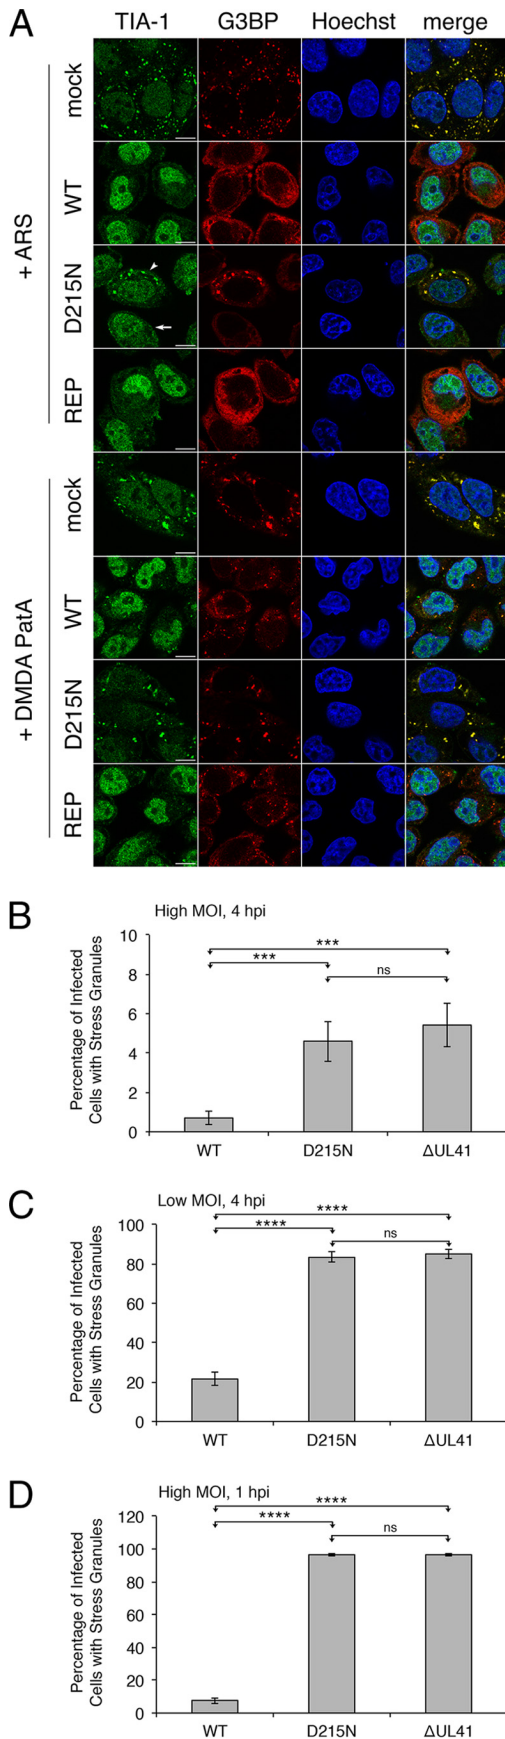 A
TIA-1 G3BP Hoechst merge
+ ARS
mock
WT
D215N
REP
+ DMDA PatA
mock
WT
D215N
REP
B
High MOI, 4 hpi
Percentage of Infected
Cells with Stress Granules
10
8
6
4
2
0
***
***
ns
WT D215N ΔUL41
C
Low MOI, 4 hpi
Percentage of Infected
Cells with Stress Granules
100
80
60
40
20
0
****
****
ns
WT D215N ΔUL41
D
High MOI, 1 hpi
Percentage of Infected
Cells with Stress Granules
120
100
80
60
40
20
0
****
****
ns
WT D215N ΔUL41